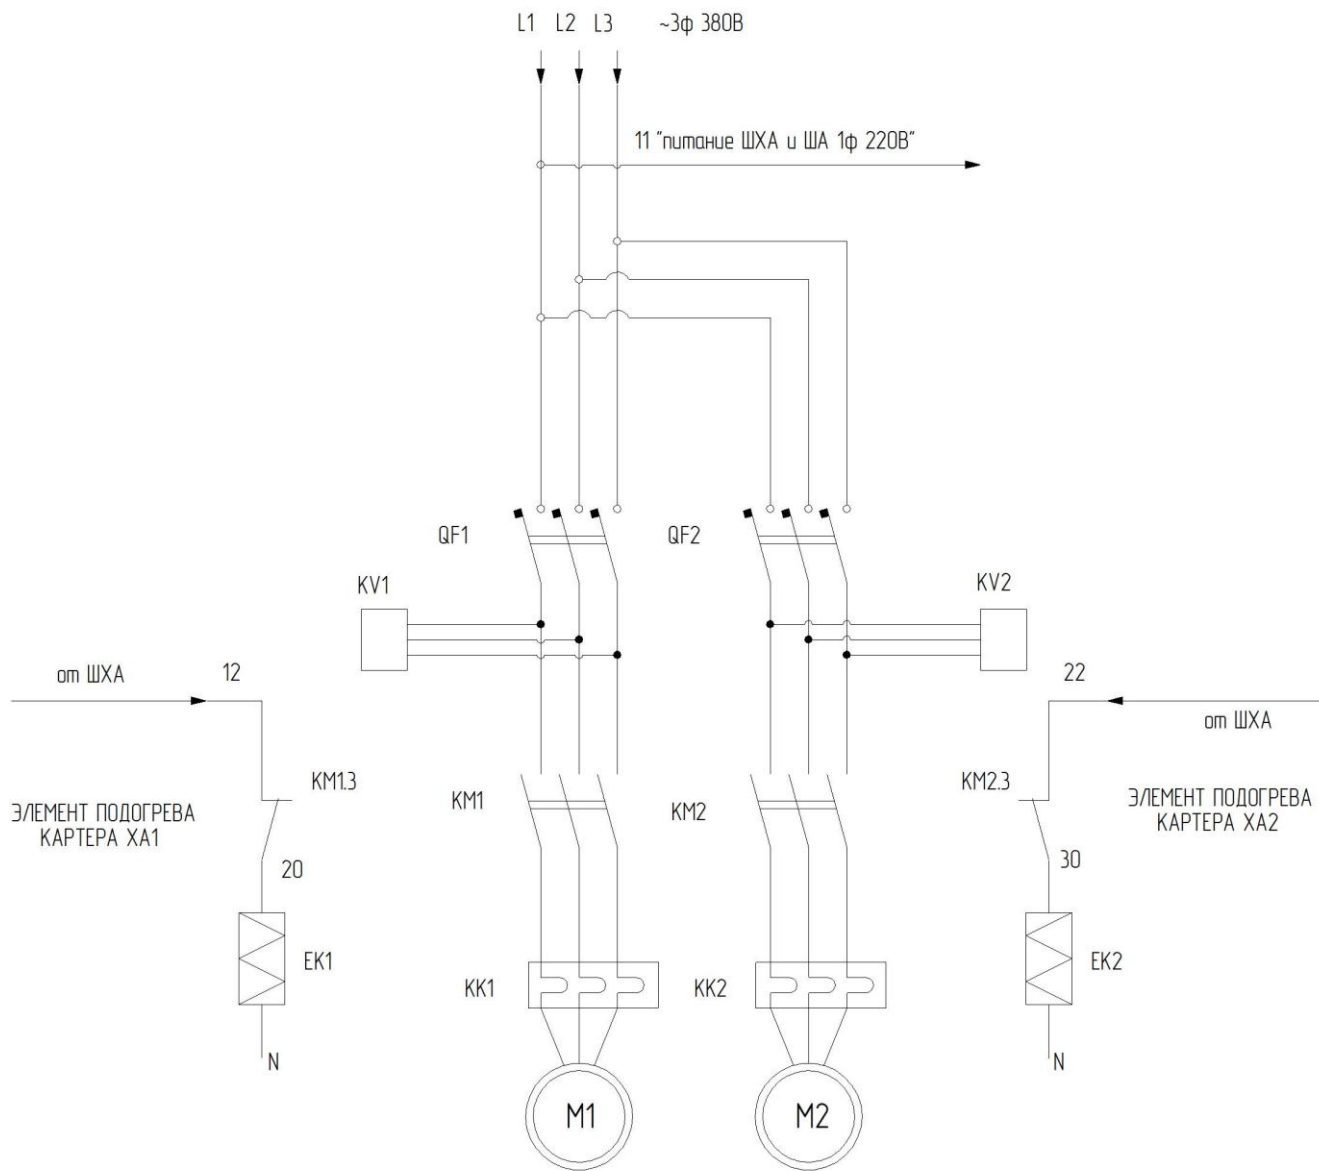 L1 L2 L3 ~3ф 380В
11 "питание ШХА и ША 1ф 220В"
QF1
QF2
KV1
KV2
от ШХА
12
22
от ШХА
KM1.3
KM1
KM2
KM2.3
ЭЛЕМЕНТ ПОДОГРЕВА
КАРТЕРА ХА1
ЭЛЕМЕНТ ПОДОГРЕВА
КАРТЕРА ХА2
20
30
EK1
KK1
KK2
EK2
N
N
M1
M2